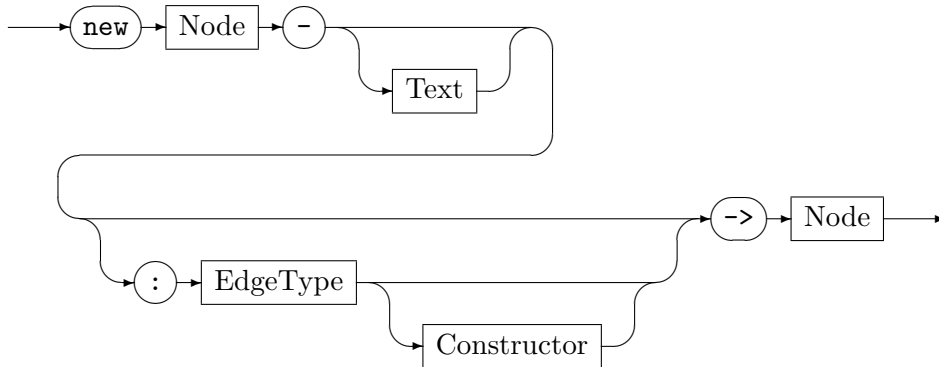 new Node -
Text
-> Node
: EdgeType
Constructor